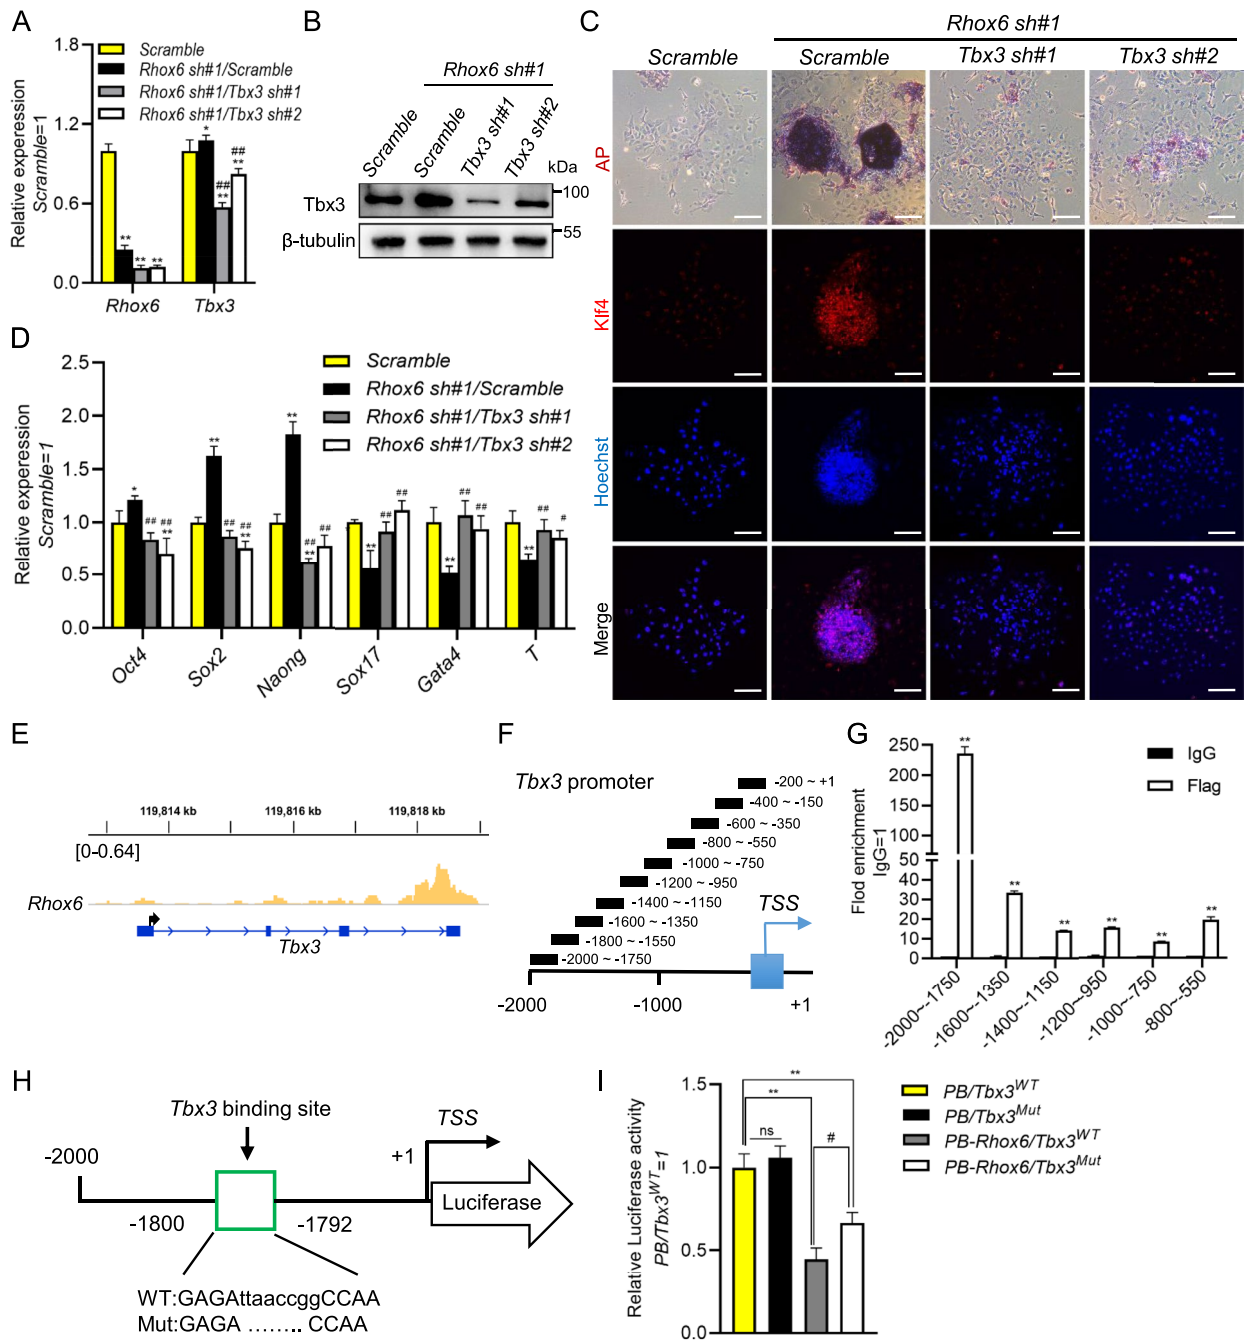 A
1.8
1.2
0.6
0.0
Relative experession
Scramble=1
Scramble
Rhox6 sh#1/Scramble
Rhox6 sh#1/Tbx3 sh#1
Rhox6 sh#1/Tbx3 sh#2
**
**
**
*
##
**
##
**
Rhox6
Tbx3
B
Rhox6 sh#1
Scramble
Scramble
Tbx3 sh#1
Tbx3 sh#2
kDa
Tbx3
100
β-tubulin
55
C
Rhox6 sh#1
Scramble
Scramble
Tbx3 sh#1
Tbx3 sh#2
AP
Klf4
Hoechst
Merge
D
2.5
2.0
1.5
1.0
0.5
0.0
Relative experession
Scramble=1
Scramble
Rhox6 sh#1/Scramble
Rhox6 sh#1/Tbx3 sh#1
Rhox6 sh#1/Tbx3 sh#2
*
##
##
**
**
##
##
**
**
##
**
##
**
##
##
**
##
##
**
#
Oct4
Sox2
Naong
Sox17
Gata4
T
E
119,814 kb
119,816 kb
119,818 kb
[0-0.64]
Rhox6
Tbx3
F
Tbx3 promoter
-200 ~ +1
-400 ~ -150
-600 ~ -350
-800 ~ -550
-1000 ~ -750
-1200 ~ -950
-1400 ~ -1150
-1600 ~ -1350
-1800 ~ -1550
-2000 ~ -1750
TSS
-2000
-1000
+1
G
250
200
150
100
50
40
30
20
10
0
Flod enrichment
IgG=1
IgG
Flag
**
**
**
**
**
**
-2000~-1750
-1600~-1350
-1400~-1150
-1200~-950
-1000~-750
-800~-550
H
Tbx3 binding site
TSS
-2000
+1
-1800
-1792
Luciferase
WT:GAGAttaaccggCCAA
Mut:GAGA …….. CCAA
I
1.5
1.0
0.5
0.0
Relative Luciferase activity
PB/Tbx3WT=1
**
**
ns
#
PB/Tbx3WT
PB/Tbx3Mut
PB-Rhox6/Tbx3WT
PB-Rhox6/Tbx3Mut